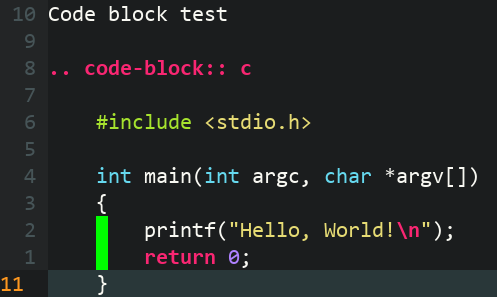 10 Code block test
9
8 .. code-block:: c
7
6     #include <stdio.h>
5
4     int main(int argc, char *argv[])
3     {
2         printf("Hello, World!\n");
1         return 0;
11     }